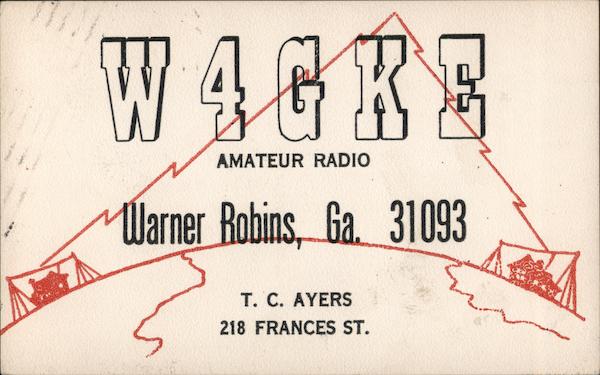 W4GKE
AMATEUR RADIO
Warner Robins, Ga. 31093
T. C. AYERS
218 FRANCES ST.